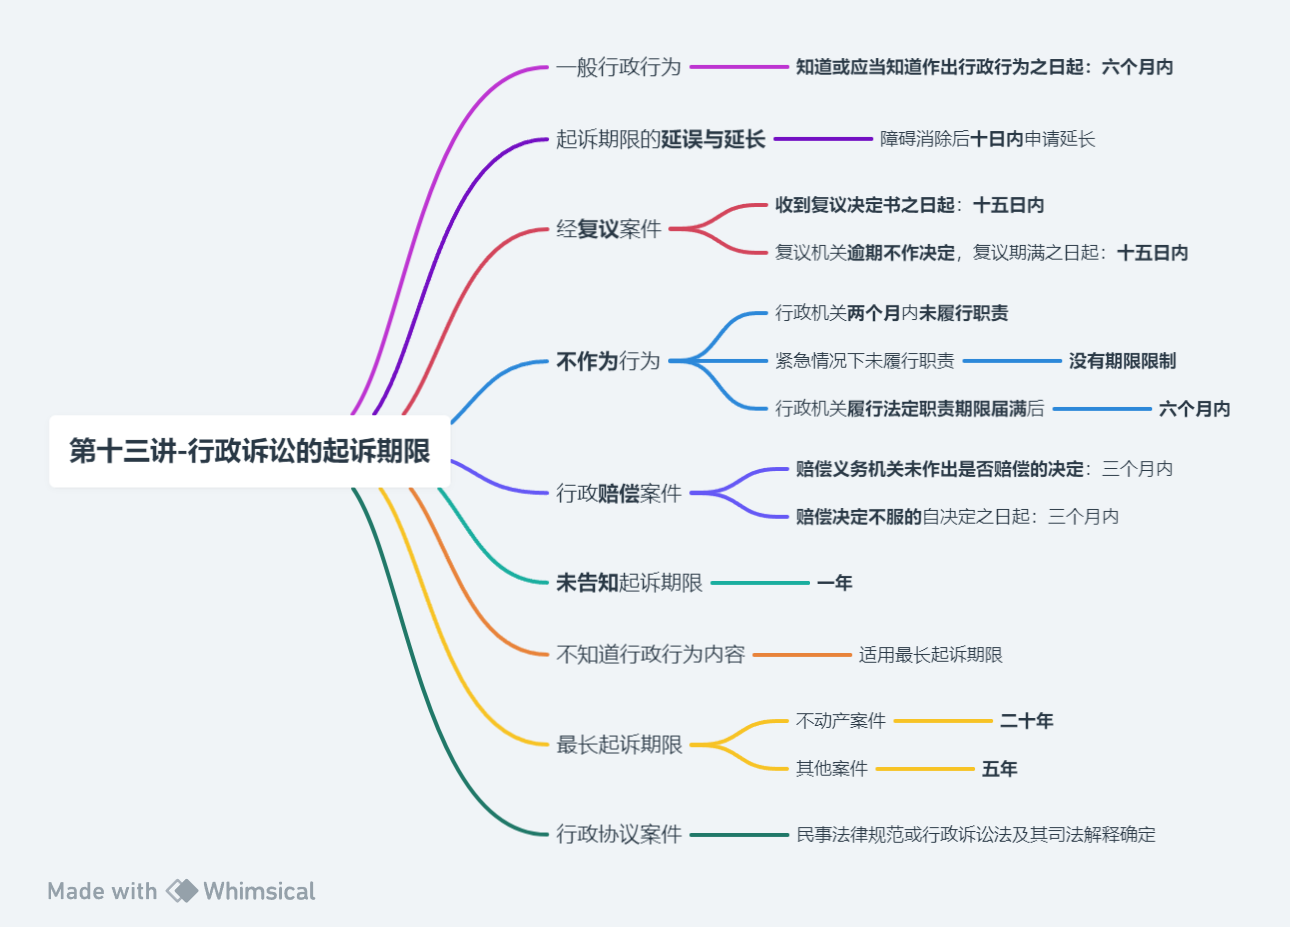 第十三讲-行政诉讼的起诉期限
一般行政行为
知道或应当知道作出行政行为之日起：六个月内
起诉期限的延误与延长
障碍消除后十日内申请延长
经复议案件
收到复议决定书之日起：十五日内
复议机关逾期不作决定，复议期满之日起：十五日内
不作为行为
行政机关两个月内未履行职责
紧急情况下未履行职责
没有期限限制
行政机关履行法定职责期限届满后
六个月内
行政赔偿案件
赔偿义务机关未作出是否赔偿的决定：三个月内
赔偿决定不服的自决定之日起：三个月内
未告知起诉期限
一年
不知道行政行为内容
适用最长起诉期限
最长起诉期限
不动产案件
二十年
其他案件
五年
行政协议案件
民事法律规范或行政诉讼法及其司法解释确定
Made with Whimsical